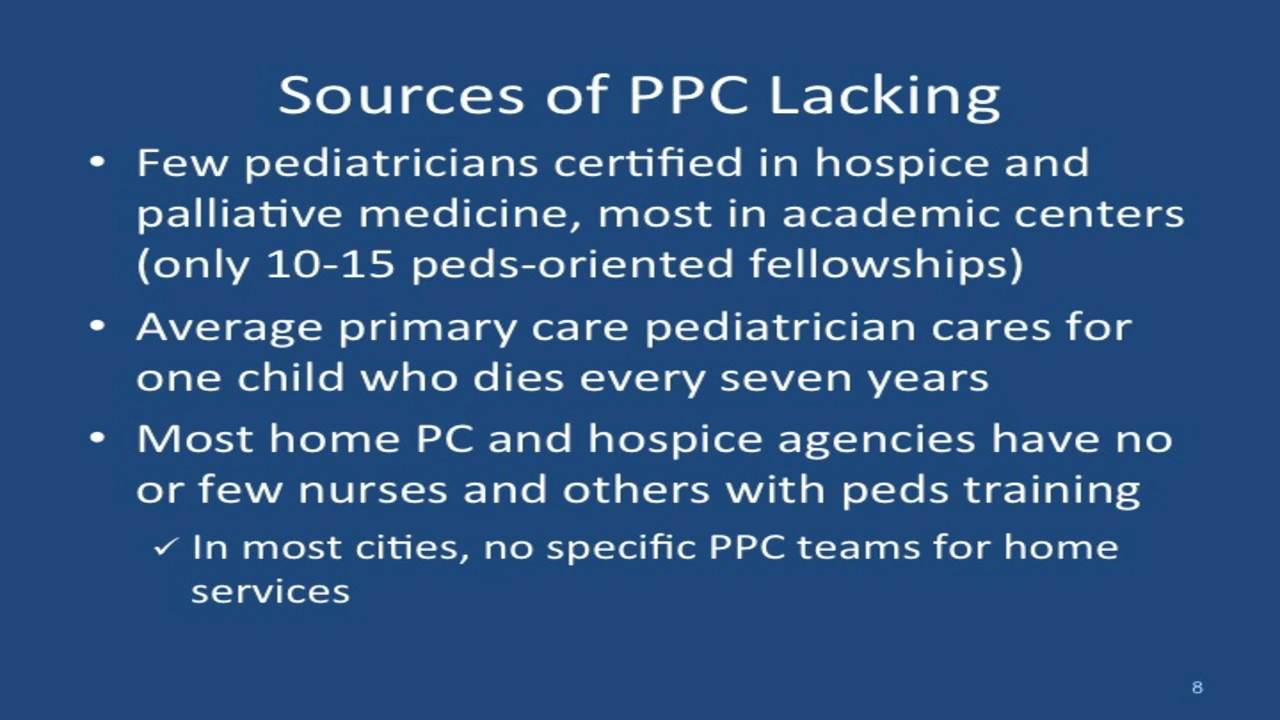 Sources of PPC Lacking
• Few pediatricians certified in hospice and
palliative medicine, most in academic centers
(only 10-15 peds-oriented fellowships)
• Average primary care pediatrician cares for
one child who dies every seven years
• Most home PC and hospice agencies have no
or few nurses and others with peds training
✓ In most cities, no specific PPC teams for home
services
8